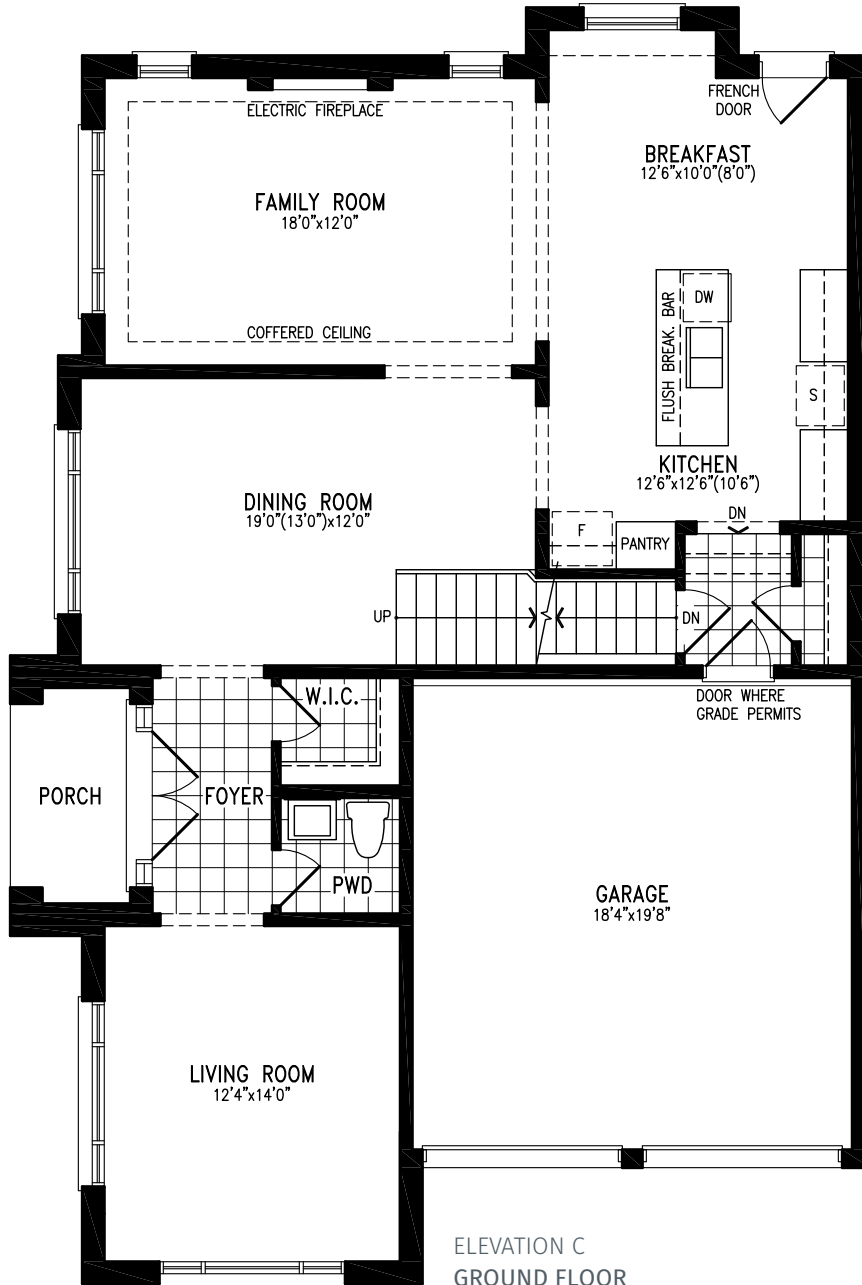 FRENCH
DOOR
ELECTRIC FIREPLACE
BREAKFAST
12'6"x10'0"(8'0")
FAMILY ROOM
18'0"x12'0"
DW
COFFERED CEILING
FLUSH BREAK. BAR
S
KITCHEN
12'6"x12'6"(10'6")
DINING ROOM
19'0"(13'0")x12'0"
DN
F
PANTRY
UP
DN
W.I.C.
DOOR WHERE
GRADE PERMITS
PORCH
FOYER
PWD
GARAGE
18'4"x19'8"
LIVING ROOM
12'4"x14'0"
ELEVATION C
GROUND FLOOR